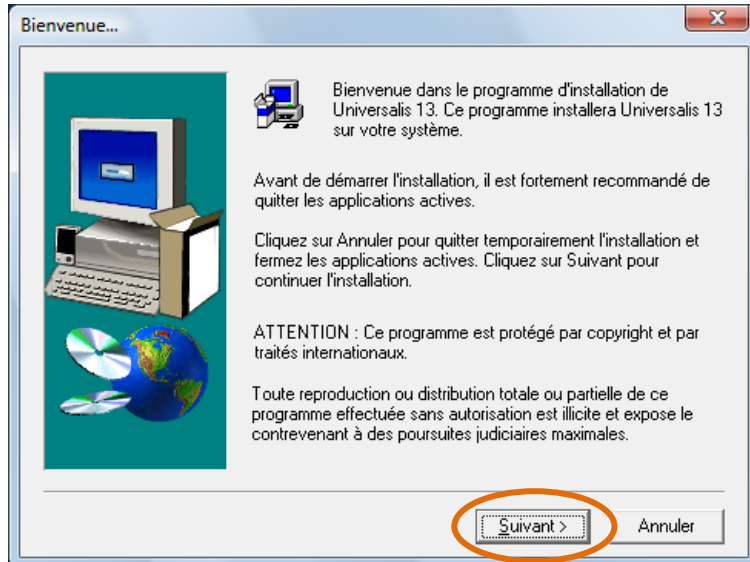 Bienvenue...
Bienvenue dans le programme d'installation de
Universalis 13. Ce programme installera Universalis 13
sur votre système.
Avant de démarrer l'installation, il est fortement recommandé de
quitter les applications actives.
Cliquez sur Annuler pour quitter temporairement l'installation et
fermez les applications actives. Cliquez sur Suivant pour
continuer l'installation.
ATTENTION : Ce programme est protégé par copyright et par
traités internationaux.
Toute reproduction ou distribution totale ou partielle de ce
programme effectuée sans autorisation est illicite et expose le
contrevenant à des poursuites judiciaires maximales.
Suivant > Annuler